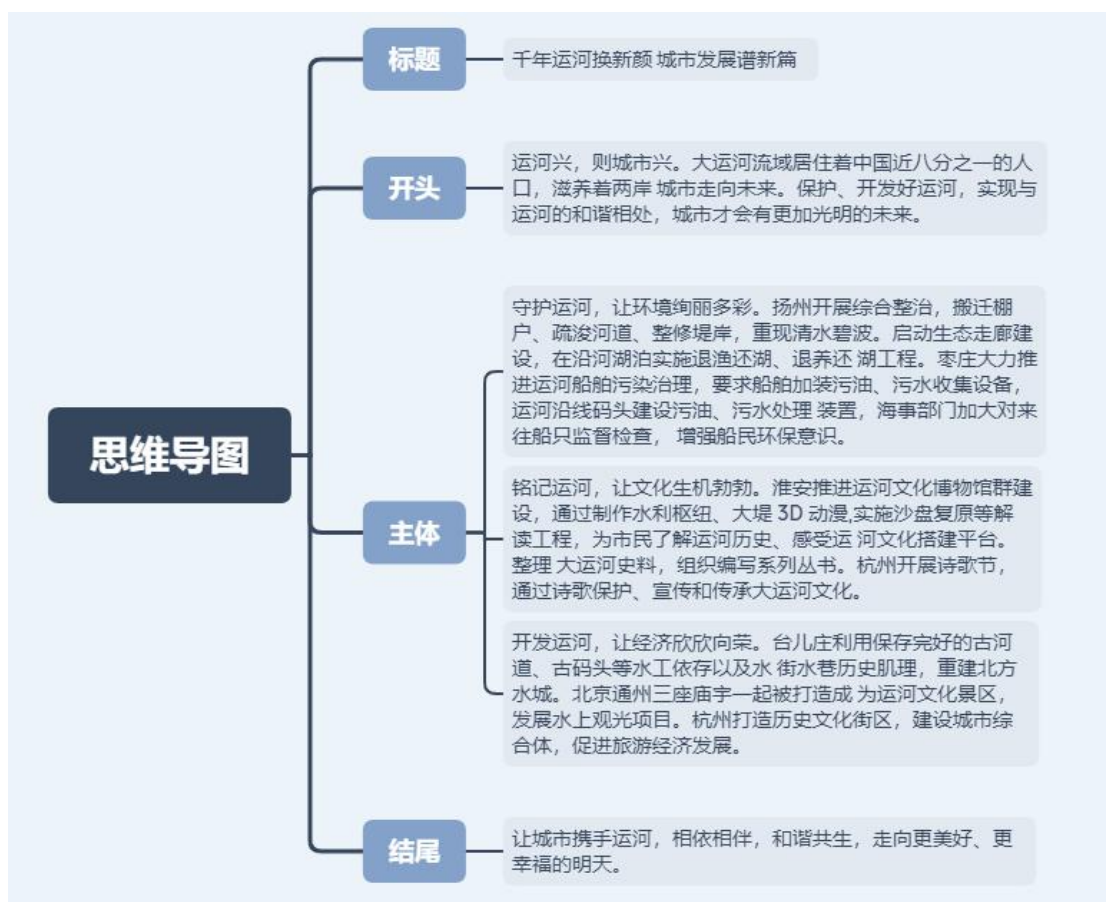 标题
千年运河换新颜 城市发展谱新篇
开头
运河兴，则城市兴。大运河流域居住着中国近八分之一的人
口，滋养着两岸 城市走向未来。保护、开发好运河，实现与
运河的和谐相处，城市才会有更加光明的未来。
思维导图
主体
守护运河，让环境绚丽多彩。扬州开展综合整治，搬迁棚
户、疏浚河道、整修堤岸，重现清水碧波。启动生态走廊建
设，在沿河湖泊实施退渔还湖、退养还 湖工程。枣庄大力推
进运河船舶污染治理，要求船舶加装污油、污水收集设备，
运河沿线码头建设污油、污水处理 装置，海事部门加大对来
往船只监督检查， 增强船民环保意识。
铭记运河，让文化生机勃勃。淮安推进运河文化博物馆群建
设，通过制作水利枢纽、大堤 3D 动漫,实施沙盘复原等解
读工程，为市民了解运河历史、感受运 河文化搭建平台。
整理 大运河史料，组织编写系列丛书。杭州开展诗歌节，
通过诗歌保护、宣传和传承大运河文化。
开发运河，让经济欣欣向荣。台儿庄利用保存完好的古河
道、古码头等水工依存以及水 街水巷历史肌理，重建北方
水城。北京通州三座庙宇一起被打造成 为运河文化景区，
发展水上观光项目。杭州打造历史文化街区，建设城市综
合体，促进旅游经济发展。
结尾
让城市携手运河，相依相伴，和谐共生，走向更美好、更
幸福的明天。